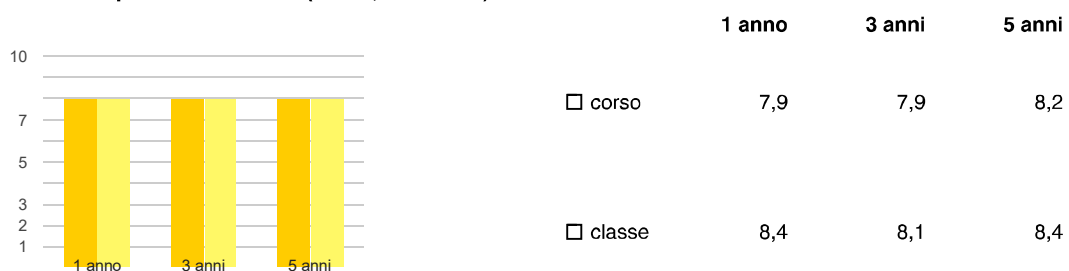 1 anno 3 anni 5 anni
10
7
5
3
2
1
1 anno 3 anni 5 anni
corso 7,9 7,9 8,2
classe 8,4 8,1 8,4